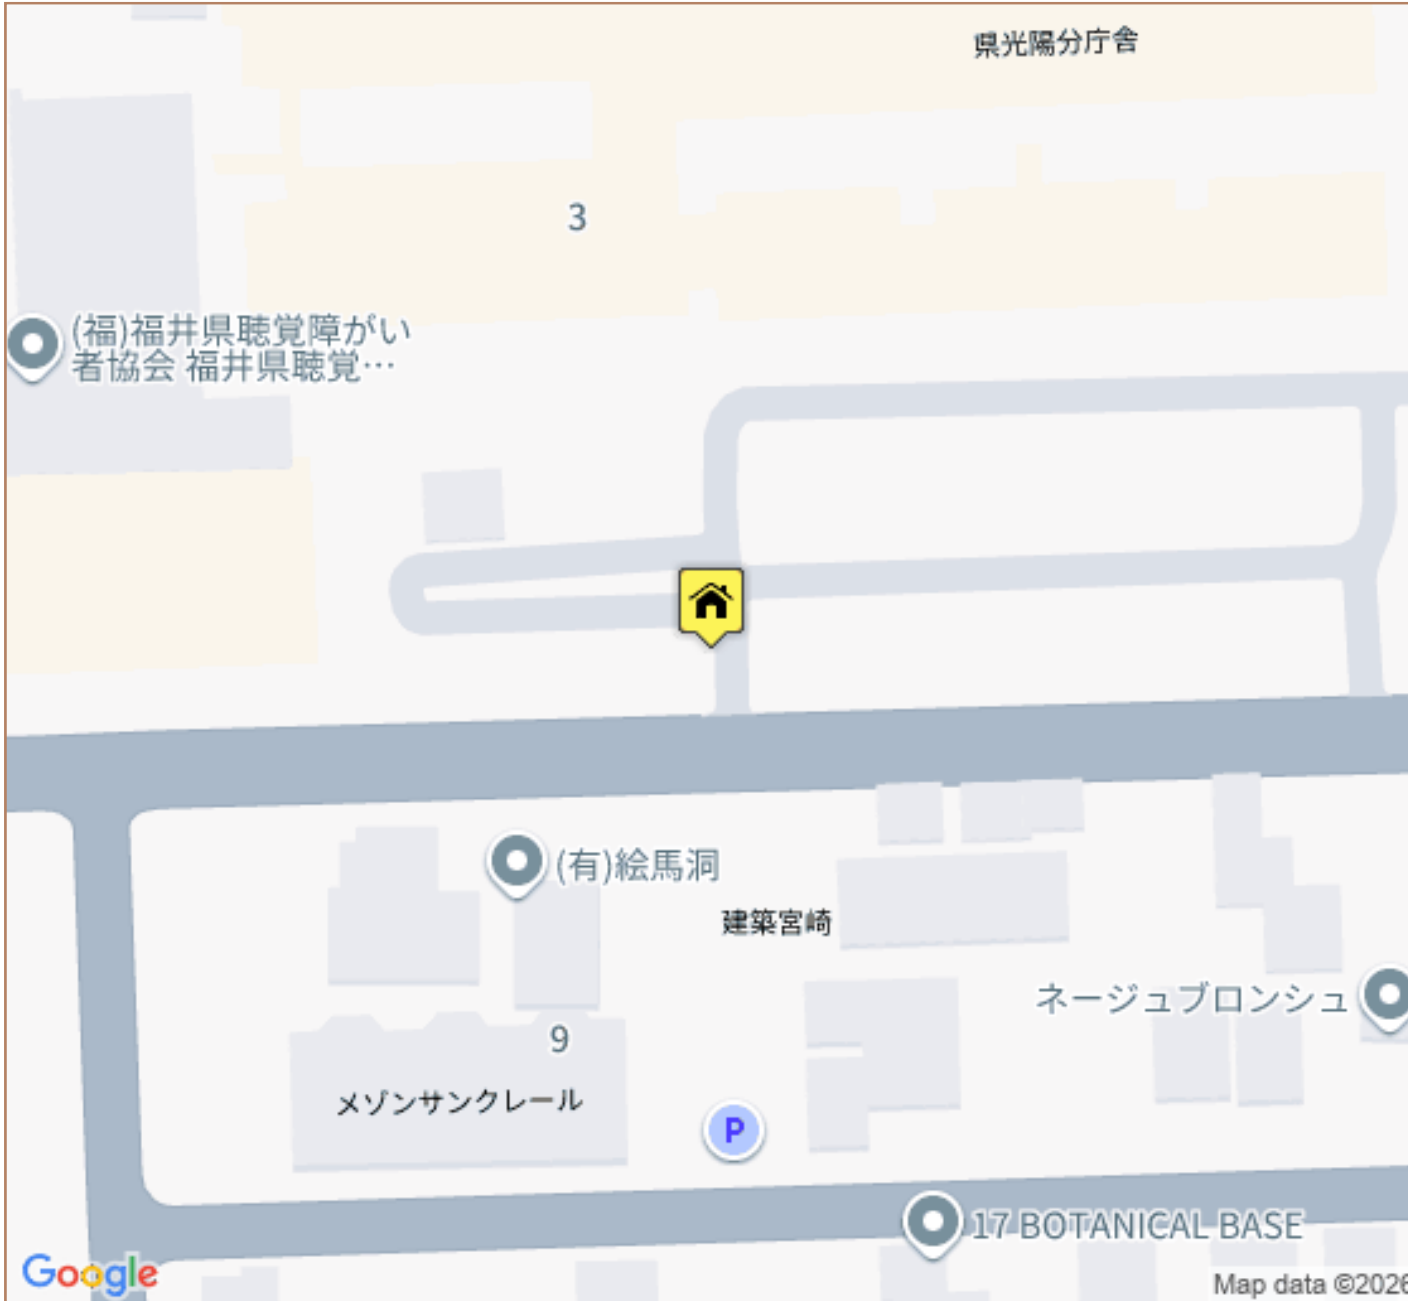 県光陽分庁舎
3
(福)福井県聴覚障がい
者協会 福井県聴覚…
(有)絵馬洞
建築宮崎
ネージュブロンシュ
9
メゾンサンクレール
P
17 BOTANICAL BASE
Google
Map data ©2026